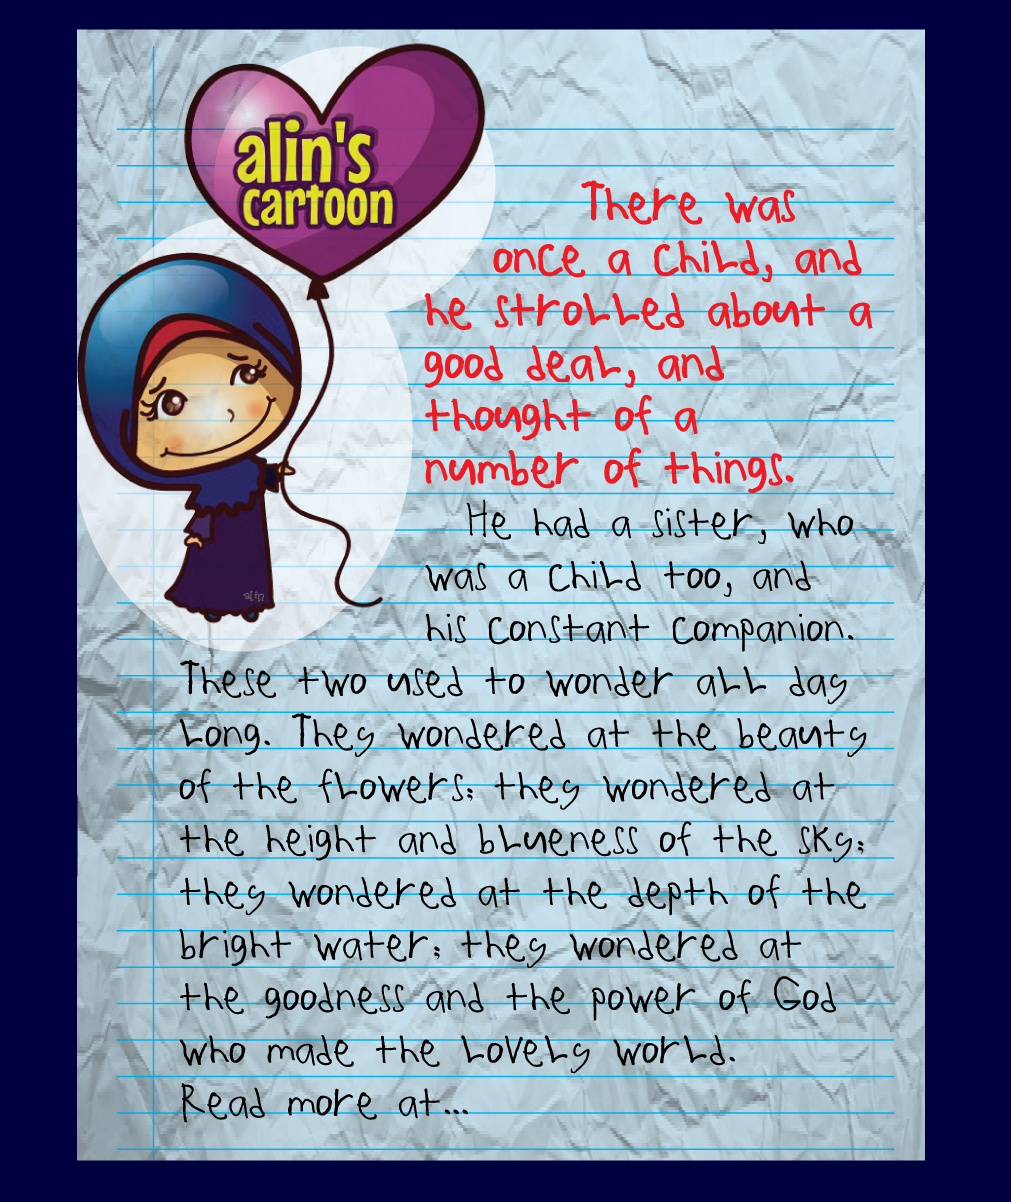 alin's
cartoon
There was
once a child, and
he strolled about a
good deal, and
thought of a
number of things.
He had a sister, who
was a child too, and
his constant companion.
These two used to wonder all day
long. They wondered at the beauty
of the flowers; they wondered at
the height and blueness of the sky;
they wondered at the depth of the
bright water; they wondered at
the goodness and the power of God
who made the lovely world.
Read more at...
alin